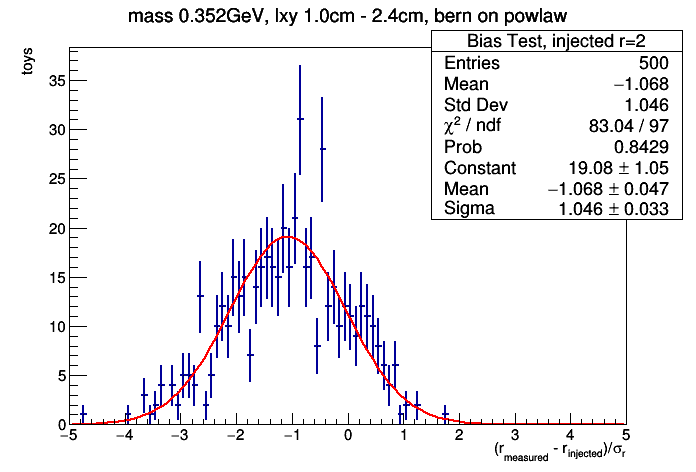 mass 0.352GeV, lxy 1.0cm - 2.4cm, bern on powlaw
toys
Bias Test, injected r=2
Entries 500
Mean −1.068
Std Dev 1.046
χ² / ndf 83.04 / 97
Prob 0.8429
Constant 19.08 ± 1.05
Mean −1.068 ± 0.047
Sigma 1.046 ± 0.033
35
30
25
20
15
10
5
0
−5 −4 −3 −2 −1 0 1 2 3 4 5
(r_measured - r_injected)/σ_r